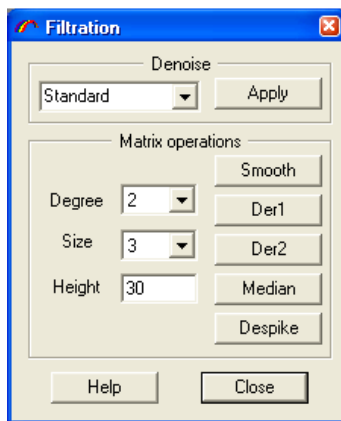 Filtration
Denoise
Standard
Apply
Matrix operations
Smooth
Degree 2
Der1
Size 3
Der2
Height 30
Median
Despike
Help Close